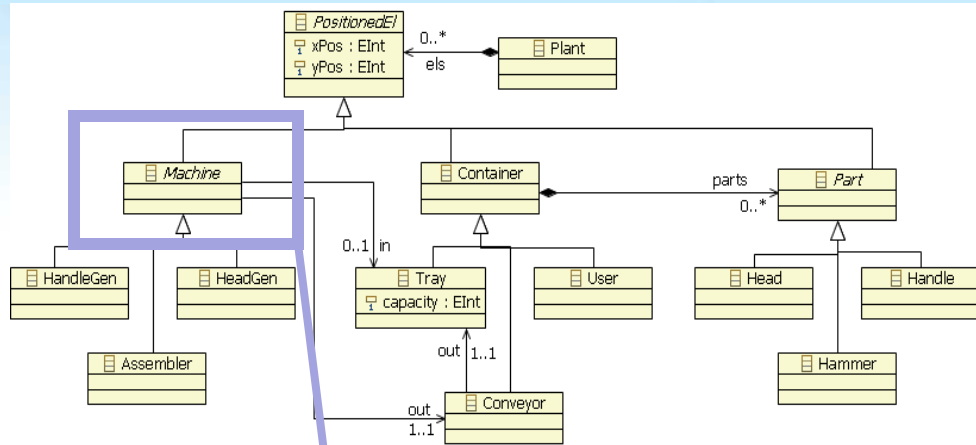 PositionedEl
xPos : EInt
yPos : EInt
0..*
els
Plant
Machine
Container
parts
0..*
Part
0..1 in
HandleGen
HeadGen
Tray
capacity : EInt
User
Head
Handle
out 1..1
Assembler
Hammer
out
1..1
Conveyor